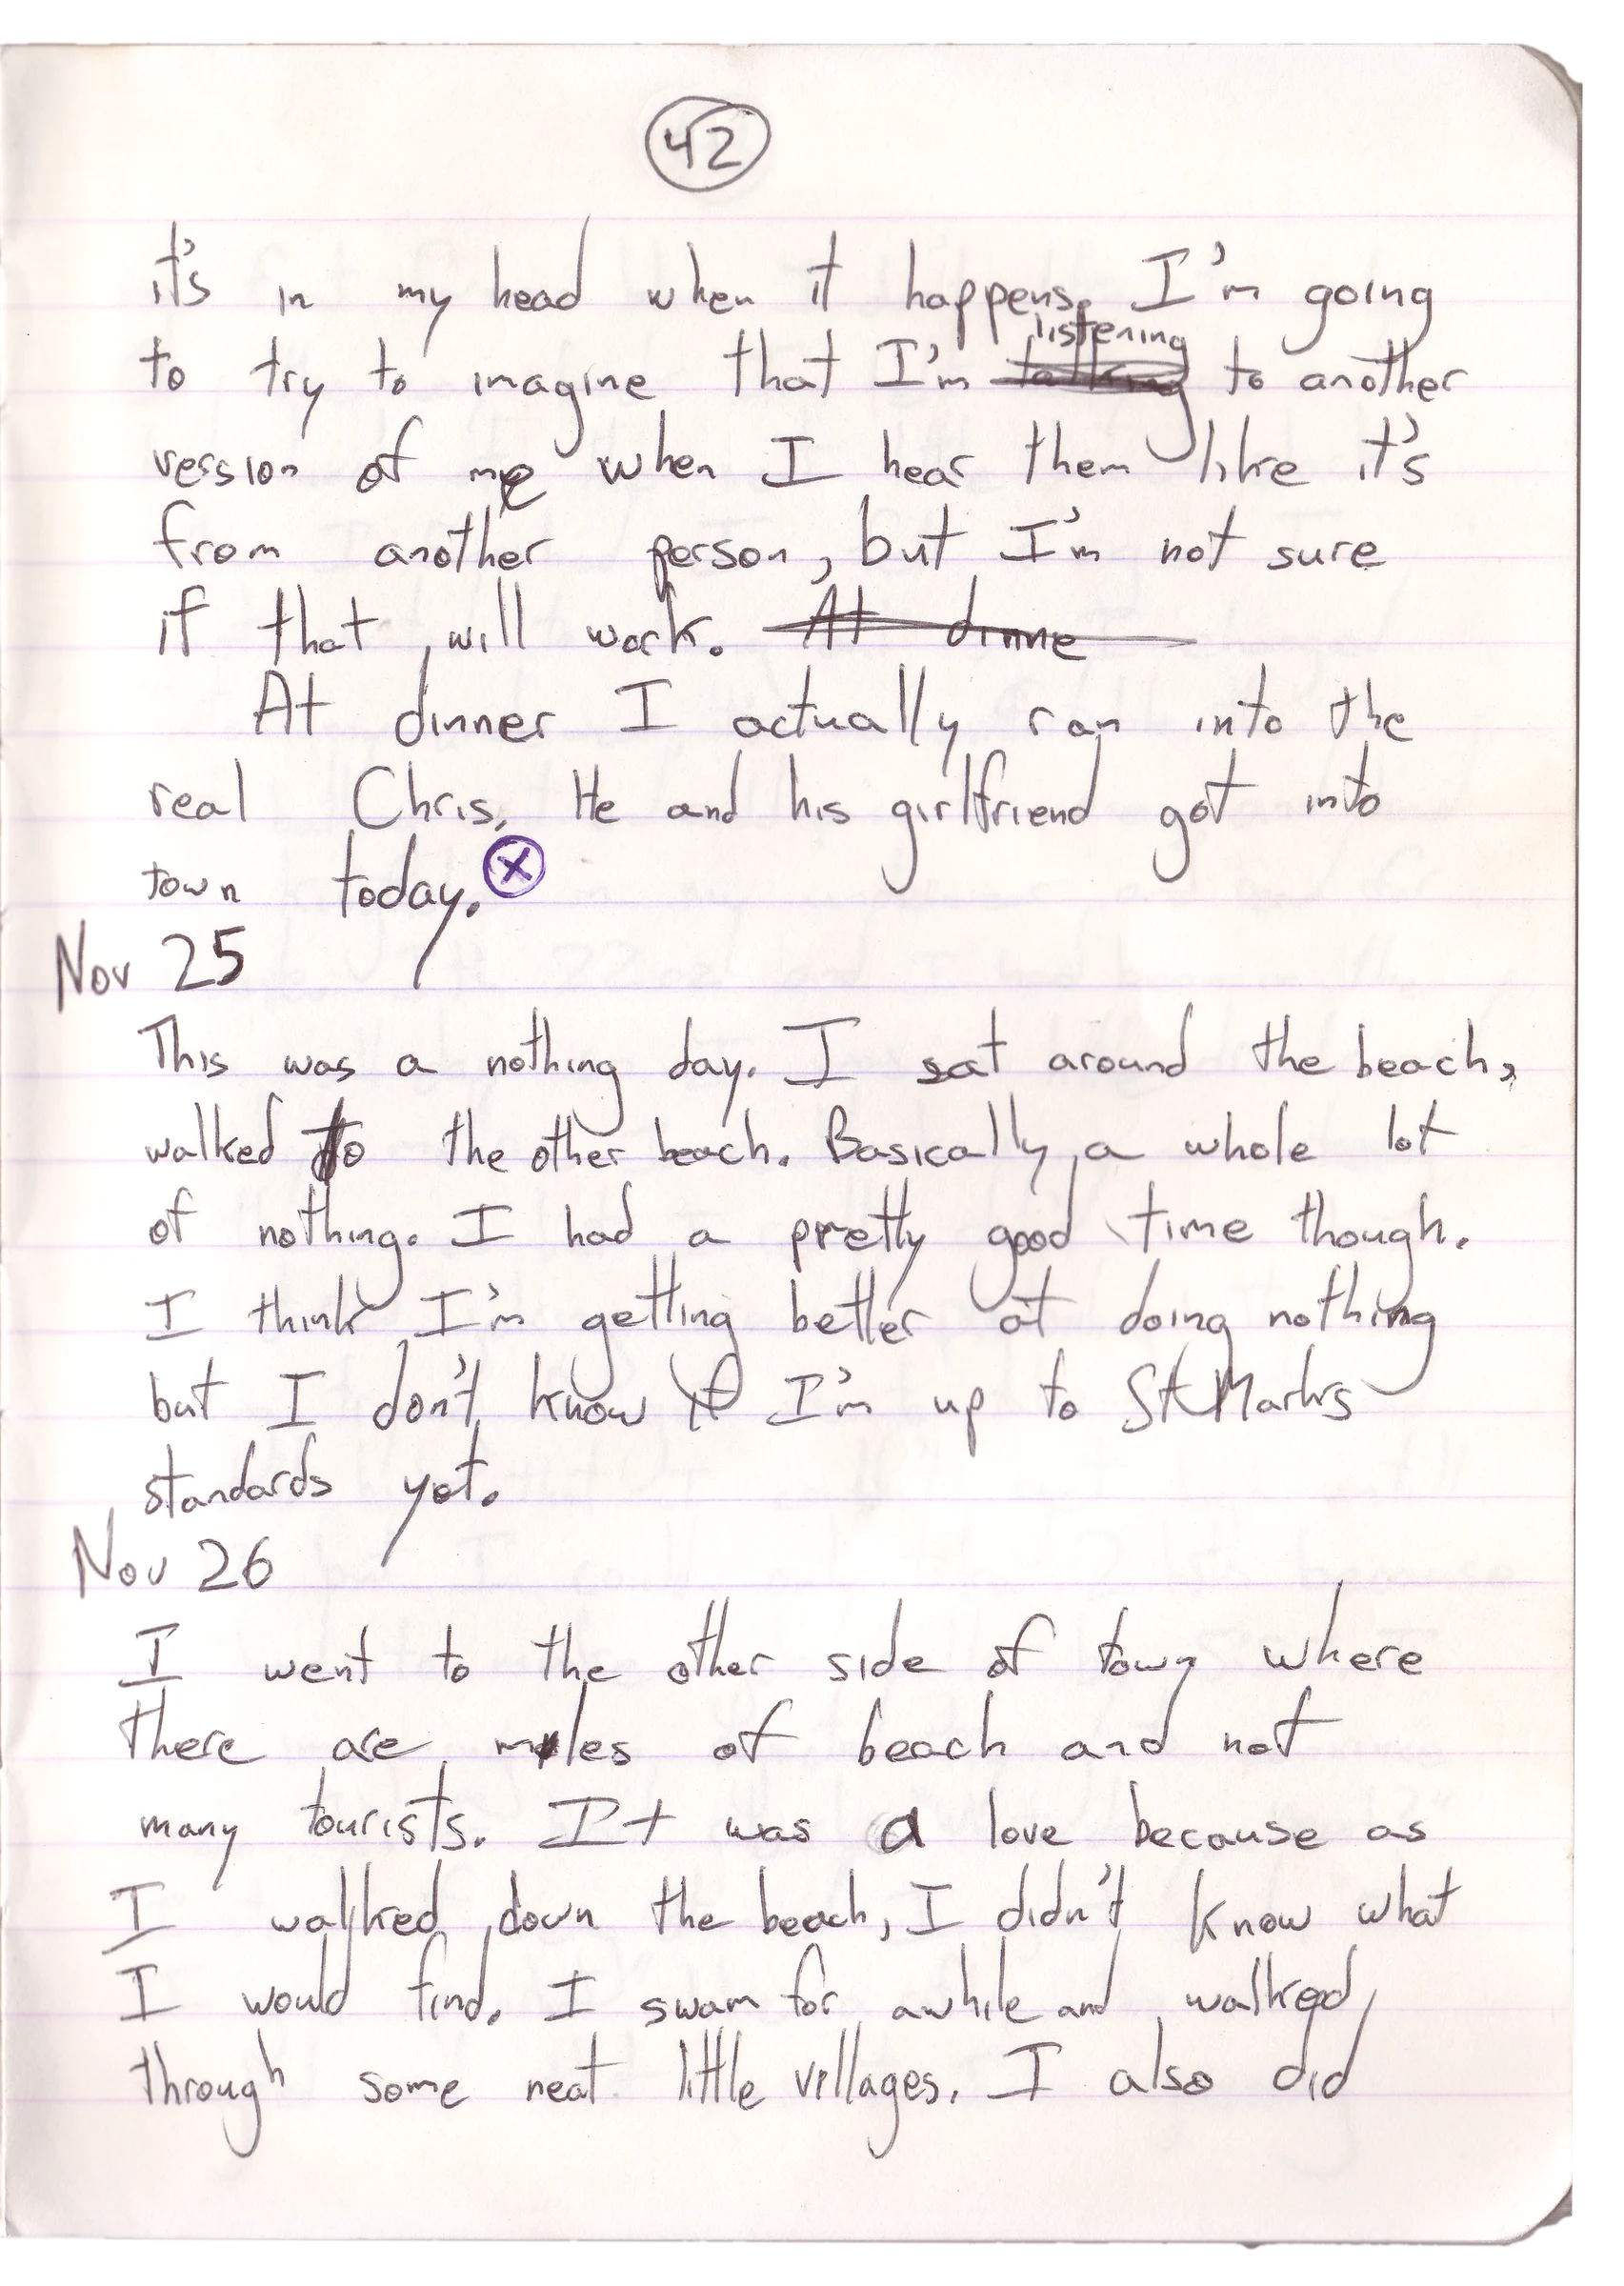 42
it's in my head when it happens. I'm going
listening
to try to imagine that I'm talking to another
version of me when I hear them like it's
from another person, but I'm not sure
if that will work. At dinne
At dinner I actually ran into the
real Chris. He and his girlfriend got into
town today. X
Nov 25
This was a nothing day. I sat around the beach,
walked to the other beach. Basically a whole lot
of nothing. I had a pretty good time though.
I think I'm getting better at doing nothing
but I don't know if I'm up to St Marks
standards yet.
Nov 26
I went to the other side of town where
there are miles of beach and not
many tourists. It was a love because as
I walked down the beach, I didn't know what
I would find. I swam for awhile and walked
through some neat little villages. I also did